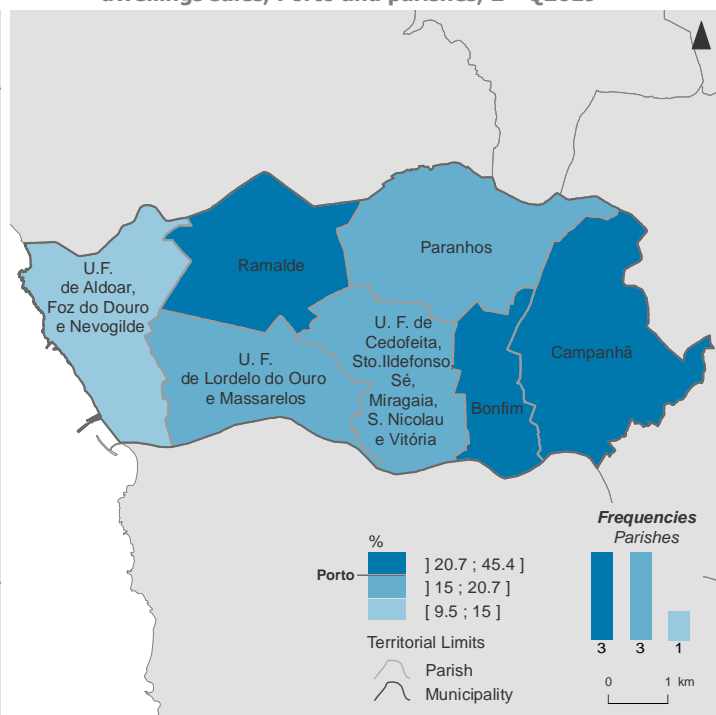 Ramalde
Paranhos
U.F.
de Aldoar,
Foz do Douro
e Nevogilde
U. F. de
Cedofeita,
Sto.Ildefonso,
Sé,
Miragaia,
S. Nicolau
e Vitória
Campanhã
U. F.
de Lordelo do Ouro
e Massarelos
Bonfim
%
Porto
] 20.7 ; 45.4 ]
] 15 ; 20.7 ]
[ 9.5 ; 15 ]
Territorial Limits
Parish
Municipality
Frequencies
Parishes
3 3 1
0 1 km